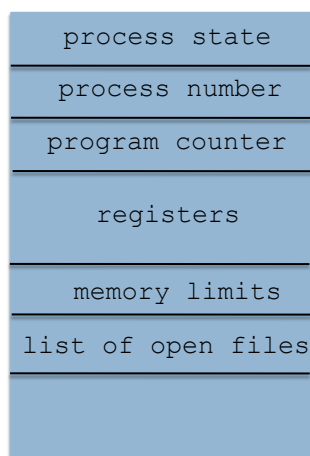 process state
process number
program counter
registers
memory limits
list of open files